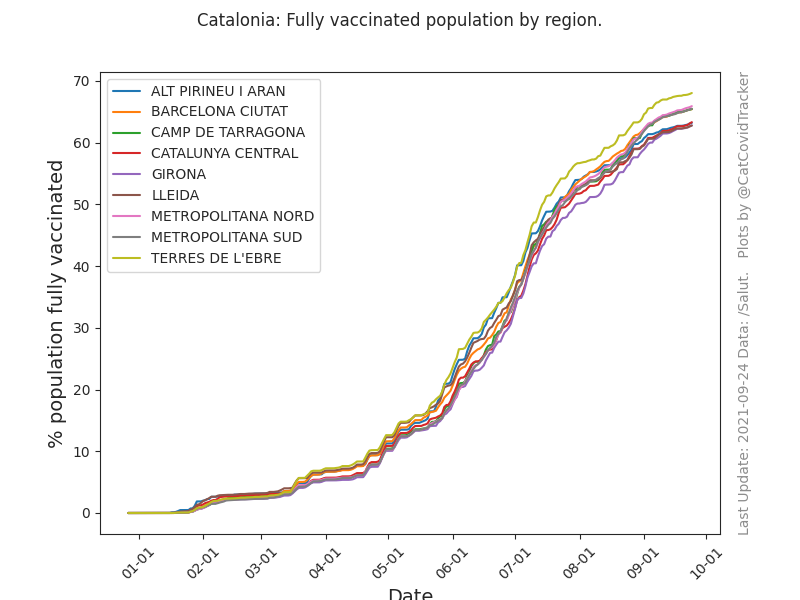 Catalonia: Fully vaccinated population by region.
70
60
50
40
30
20
10
0
% population fully vaccinated
ALT PIRINEU I ARAN
BARCELONA CIUTAT
CAMP DE TARRAGONA
CATALUNYA CENTRAL
GIRONA
LLEIDA
METROPOLITANA NORD
METROPOLITANA SUD
TERRES DE L'EBRE
01-01
02-01
03-01
04-01
05-01
06-01
07-01
08-01
09-01
10-01
Date
Last Update: 2021-09-24 Data: /Salut. Plots by @CatCovidTracker